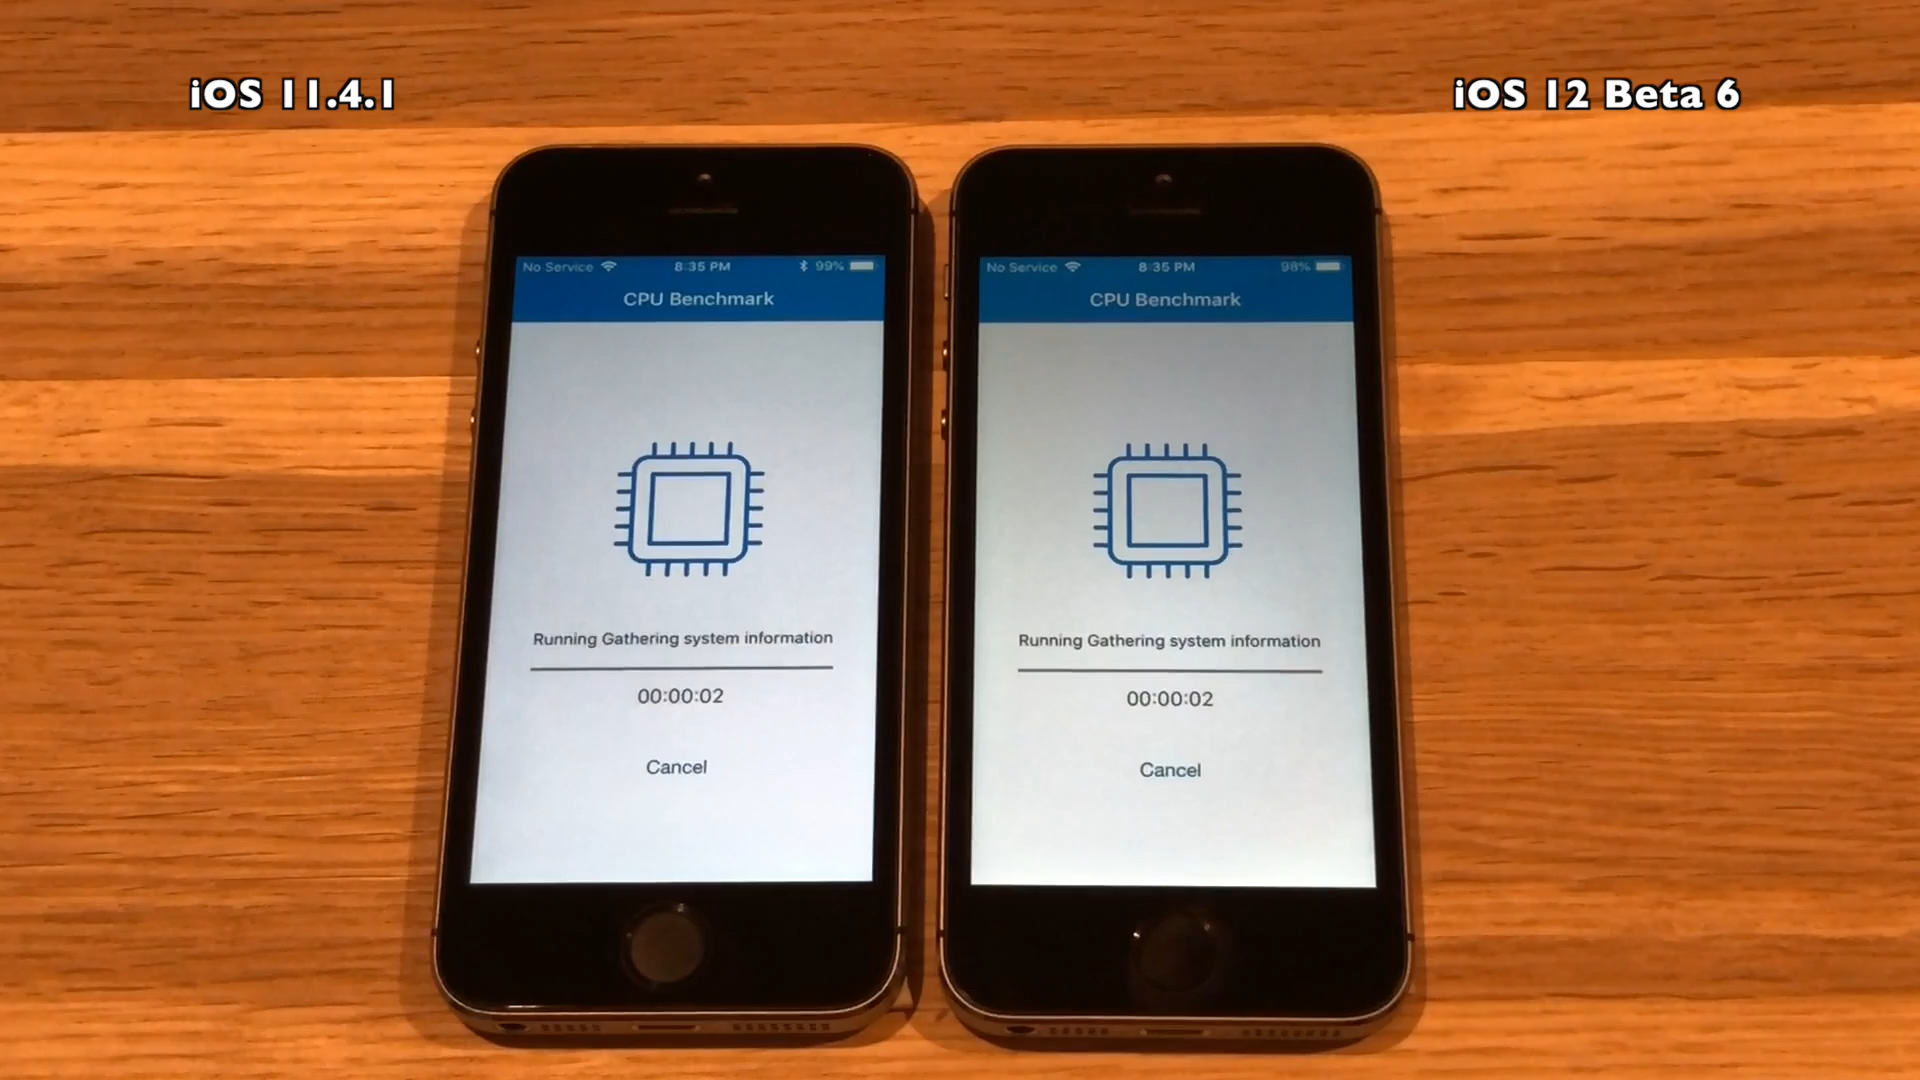 iOS 11.4.1
iOS 12 Beta 6
No Service 8:35 PM 99%
CPU Benchmark
Running Gathering system information
00:00:02
Cancel
No Service 8:35 PM 98%
CPU Benchmark
Running Gathering system information
00:00:02
Cancel